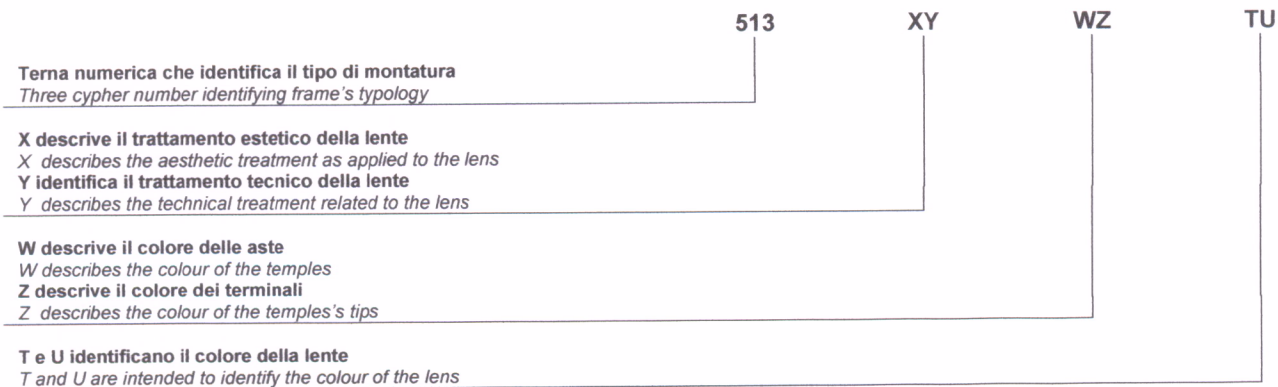 513 XY WZ TU
Terna numerica che identifica il tipo di montatura
Three cypher number identifying frame's typology
X descrive il trattamento estetico della lente
X describes the aesthetic treatment as applied to the lens
Y identifica il trattamento tecnico della lente
Y describes the technical treatment related to the lens
W descrive il colore delle aste
W describes the colour of the temples
Z descrive il colore dei terminali
Z describes the colour of the temples's tips
T e U identificano il colore della lente
T and U are intended to identify the colour of the lens